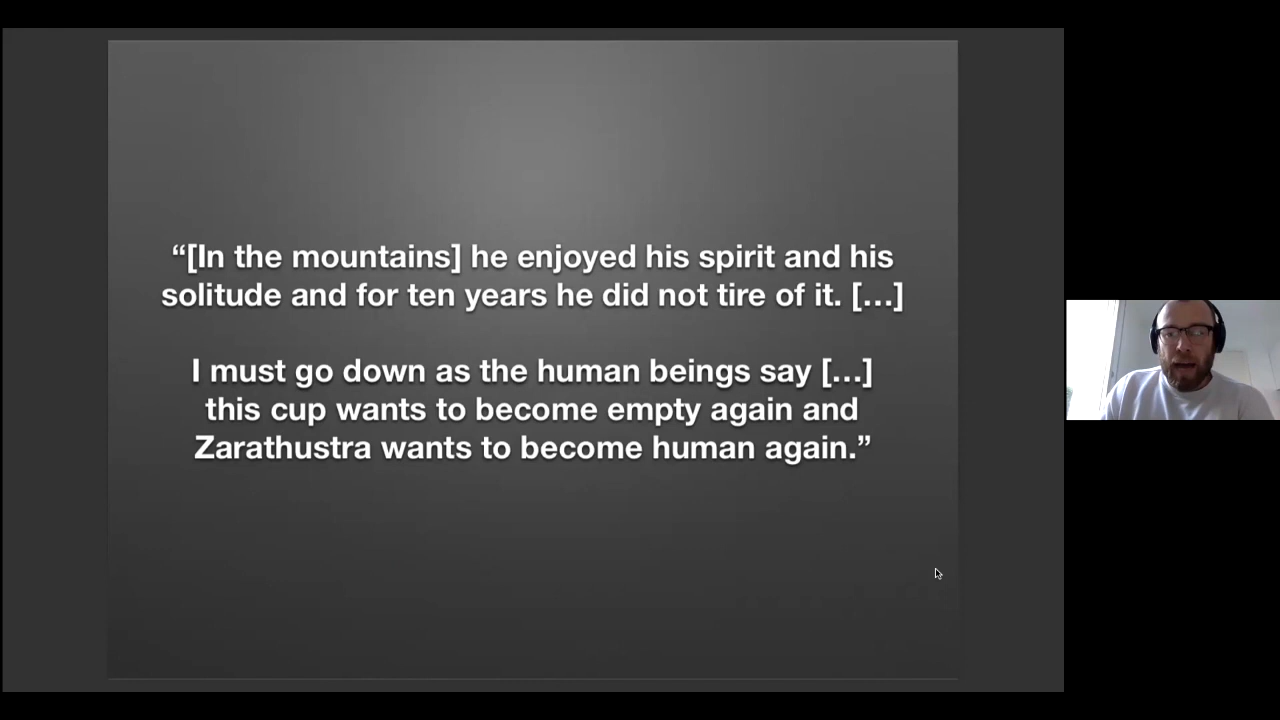 “[In the mountains] he enjoyed his spirit and his
solitude and for ten years he did not tire of it. […]
I must go down as the human beings say […]
this cup wants to become empty again and
Zarathustra wants to become human again.”